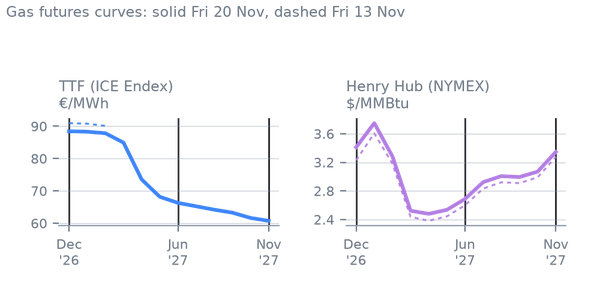 Gas futures curves: solid Fri 20 Nov, dashed Fri 13 Nov
TTF (ICE Endex)
€/MWh
90
80
70
60
Dec
'26
Jun
'27
Nov
'27
Henry Hub (NYMEX)
$/MMBtu
3.6
3.2
2.8
2.4
Dec
'26
Jun
'27
Nov
'27